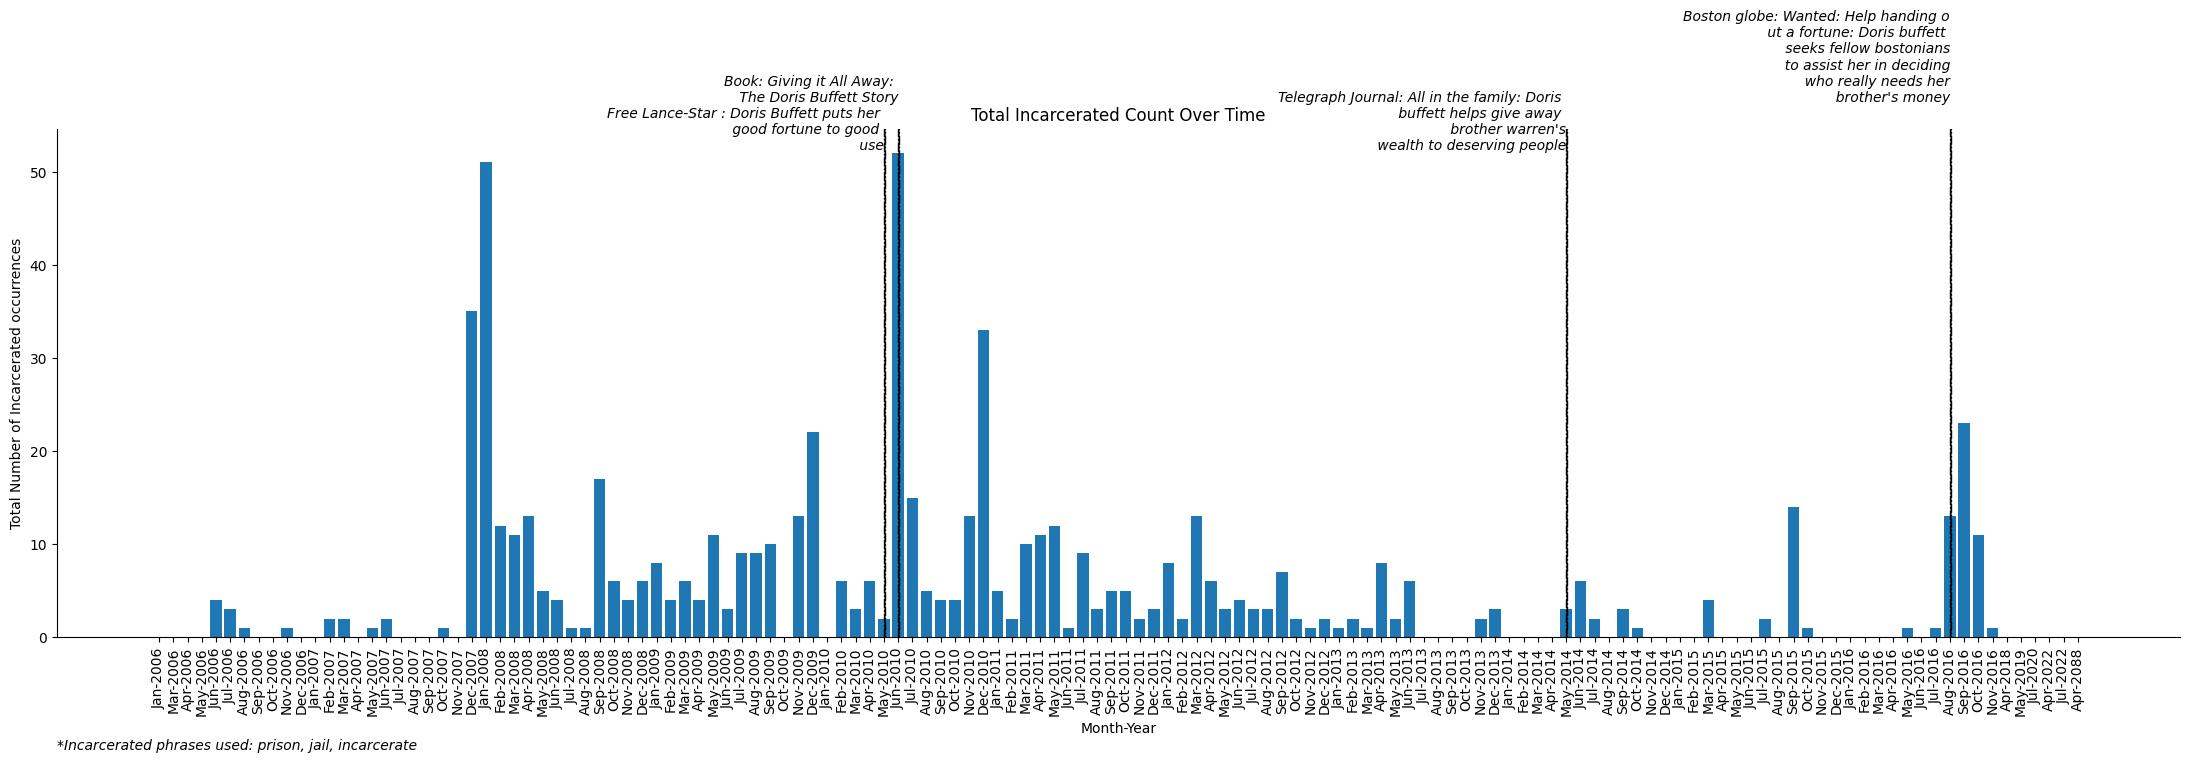 Boston globe: Wanted: Help handing o
ut a fortune: Doris buffett
seeks fellow bostonians
to assist her in deciding
who really needs her
brother's money
Book: Giving it All Away:
The Doris Buffett Story
Free Lance-Star : Doris Buffett puts her
good fortune to good
use
Telegraph Journal: All in the family: Doris
buffett helps give away
brother warren's
wealth to deserving people
Total Incarcerated Count Over Time
Total Number of Incarcerated occurrences
50
40
30
20
10
0
Jan-2006
Mar-2006
Apr-2006
May-2006
Jun-2006
Jul-2006
Aug-2006
Sep-2006
Oct-2006
Nov-2006
Dec-2006
Jan-2007
Feb-2007
Mar-2007
Apr-2007
May-2007
Jun-2007
Jul-2007
Aug-2007
Sep-2007
Oct-2007
Nov-2007
Dec-2007
Jan-2008
Feb-2008
Mar-2008
Apr-2008
May-2008
Jun-2008
Jul-2008
Aug-2008
Sep-2008
Oct-2008
Nov-2008
Dec-2008
Jan-2009
Feb-2009
Mar-2009
Apr-2009
May-2009
Jun-2009
Jul-2009
Aug-2009
Sep-2009
Oct-2009
Nov-2009
Dec-2009
Jan-2010
Feb-2010
Mar-2010
Apr-2010
May-2010
Jun-2010
Jul-2010
Aug-2010
Sep-2010
Oct-2010
Nov-2010
Dec-2010
Jan-2011
Feb-2011
Mar-2011
Apr-2011
May-2011
Jun-2011
Jul-2011
Aug-2011
Sep-2011
Oct-2011
Nov-2011
Dec-2011
Jan-2012
Feb-2012
Mar-2012
Apr-2012
May-2012
Jun-2012
Jul-2012
Aug-2012
Sep-2012
Oct-2012
Nov-2012
Dec-2012
Jan-2013
Feb-2013
Mar-2013
Apr-2013
May-2013
Jun-2013
Jul-2013
Aug-2013
Sep-2013
Oct-2013
Nov-2013
Dec-2013
Jan-2014
Feb-2014
Mar-2014
Apr-2014
May-2014
Jun-2014
Jul-2014
Aug-2014
Sep-2014
Oct-2014
Nov-2014
Dec-2014
Jan-2015
Feb-2015
Mar-2015
Apr-2015
May-2015
Jun-2015
Jul-2015
Aug-2015
Sep-2015
Oct-2015
Nov-2015
Dec-2015
Jan-2016
Feb-2016
Mar-2016
Apr-2016
May-2016
Jun-2016
Jul-2016
Aug-2016
Sep-2016
Oct-2016
Nov-2016
Apr-2018
May-2019
Jul-2020
Apr-2022
Jul-2022
Apr-2088
Month-Year
*Incarcerated phrases used: prison, jail, incarcerate